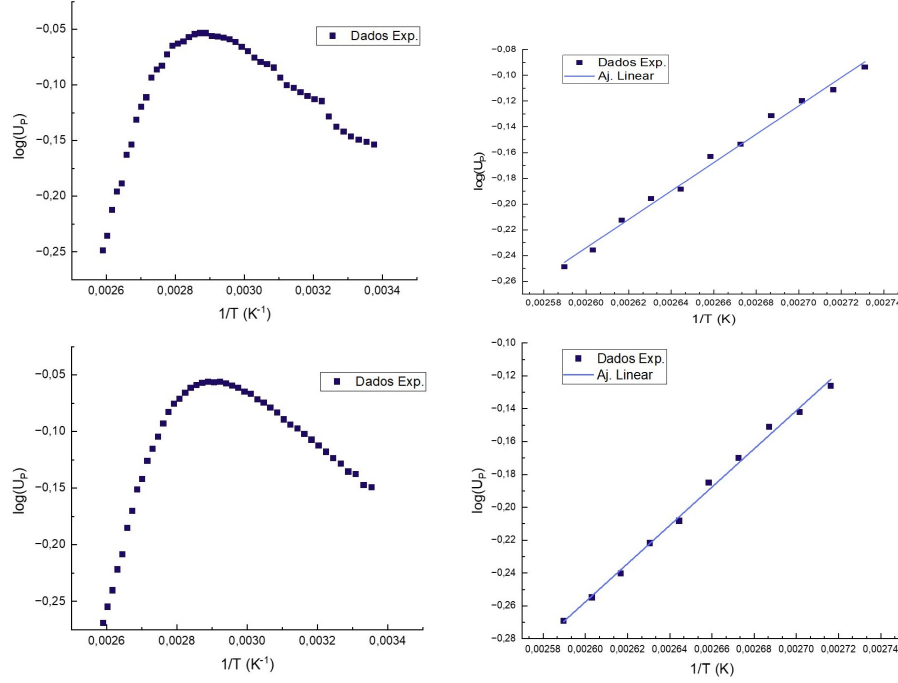 −0,05
−0,10
−0,15
−0,20
−0,25
log(U_P)
Dados Exp.
0,0026 0,0028 0,0030 0,0032 0,0034
1/T (K⁻¹)
−0,08
−0,10
−0,12
−0,14
−0,16
−0,18
−0,20
−0,22
−0,24
−0,26
log(U_P)
Dados Exp.
Aj. Linear
0,00258 0,00260 0,00262 0,00264 0,00266 0,00268 0,00270 0,00272 0,00274
1/T (K)
−0,05
−0,10
−0,15
−0,20
−0,25
log(U_P)
Dados Exp.
0,0026 0,0028 0,0030 0,0032 0,0034
1/T (K⁻¹)
−0,10
−0,12
−0,14
−0,16
−0,18
−0,20
−0,22
−0,24
−0,26
−0,28
log(U_P)
Dados Exp.
Aj. Linear
0,00258 0,00260 0,00262 0,00264 0,00266 0,00268 0,00270 0,00272 0,00274
1/T (K)